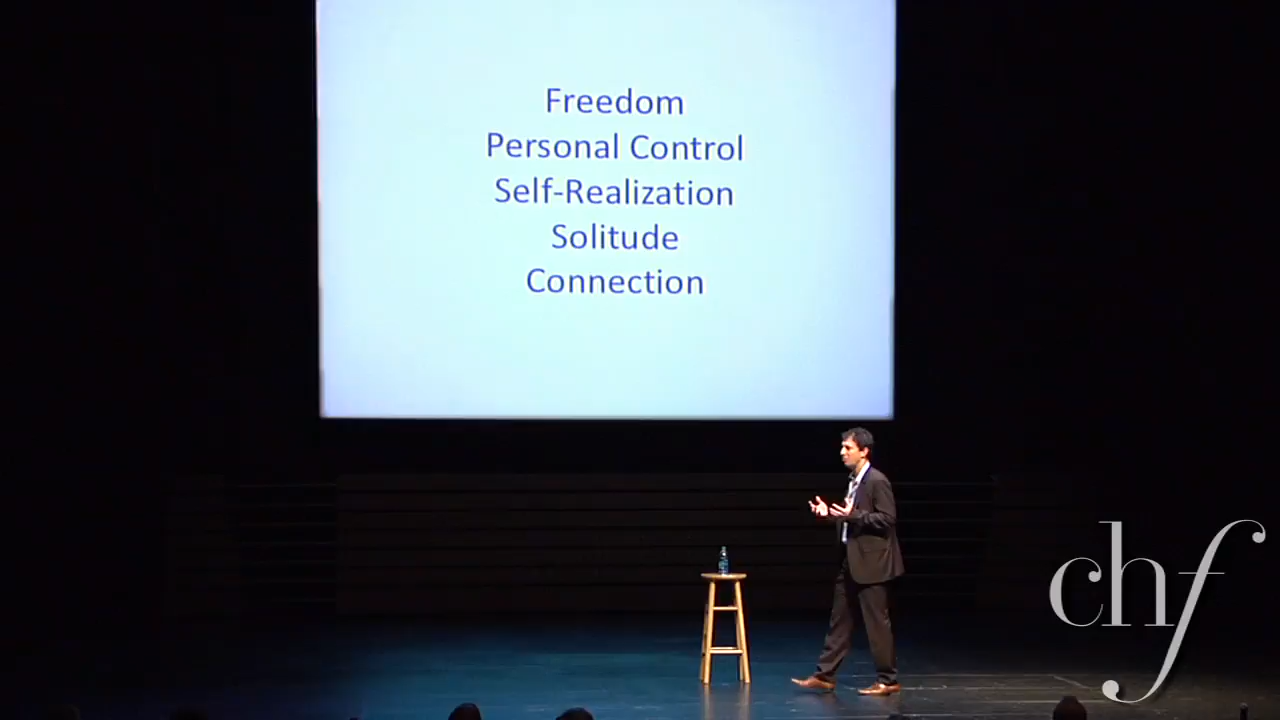 Freedom
Personal Control
Self-Realization
Solitude
Connection
chf